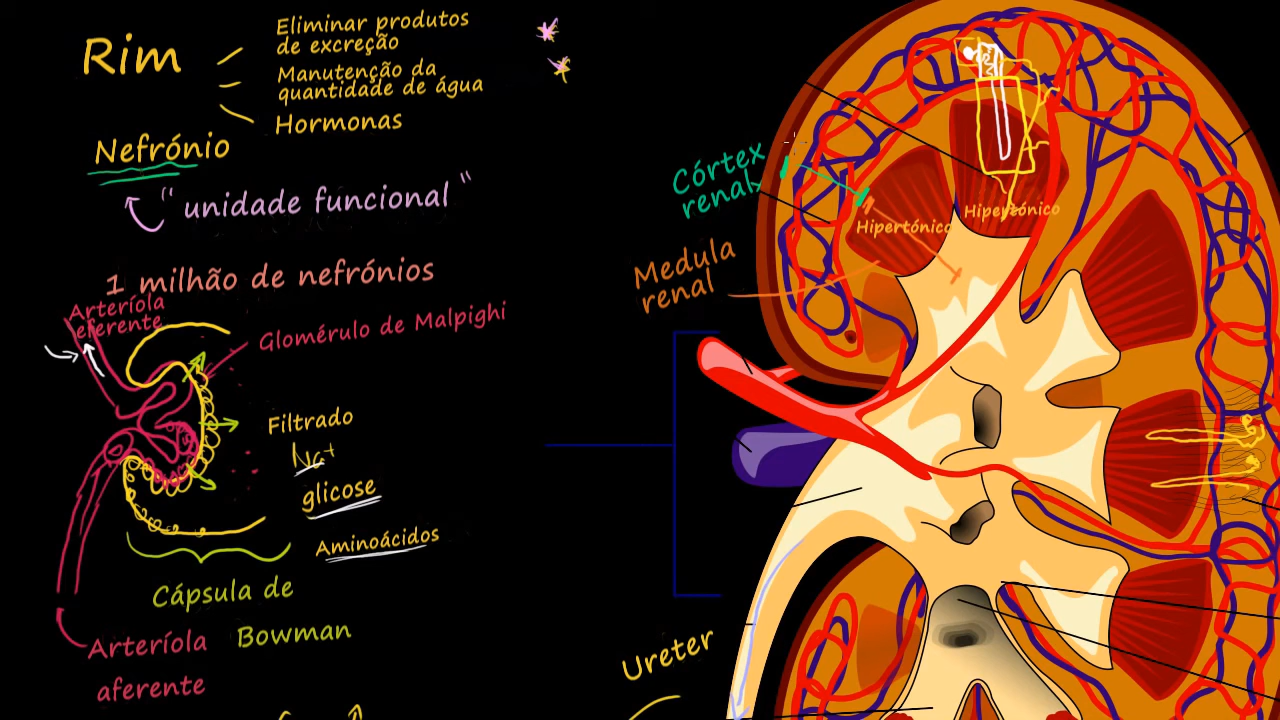 Rim
Eliminar produtos
de excreção
Manutenção da
quantidade de água
Hormonas
Nefrónio
"unidade funcional"
1 milhão de nefrónios
Arteríola
eferente
Glomérulo de Malpighi
Filtrado
Na+
glicose
Aminoácidos
Cápsula de
Bowman
Arteríola
aferente
Córtex
renal
Medula
renal
Hipertónico
Hipertónico
Ureter